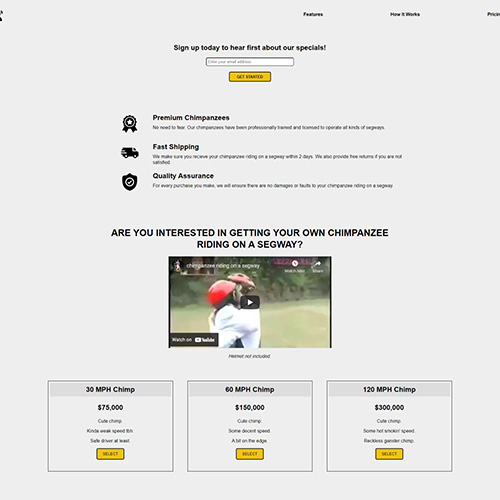 Features How It Works Pricin
Sign up today to hear first about our specials!
Enter your email address
GET STARTED
Premium Chimpanzees
No need to fear. Our chimpanzees have been professionally trained and licensed to operate all kinds of segways.
Fast Shipping
We make sure you recieve your chimpanzee riding on a segway within 2 days. We also provide free returns if you are not
satisfied.
Quality Assurance
For every purchase you make, we will ensure there are no damages or faults to your chimpanzee riding on a segway.
ARE YOU INTERESTED IN GETTING YOUR OWN CHIMPANZEE
RIDING ON A SEGWAY?
chimpanzee riding on a segway
Watch later Share
Watch on YouTube
Helmet not included.
30 MPH Chimp
$75,000
Cute chimp.
Kinda weak speed tbh.
Safe driver at least.
SELECT
60 MPH Chimp
$150,000
Cute chimp.
Some decent speed.
A bit on the edge.
SELECT
120 MPH Chimp
$300,000
Cute chimp.
Some hot smokin' speed.
Reckless gangster chimp.
SELECT